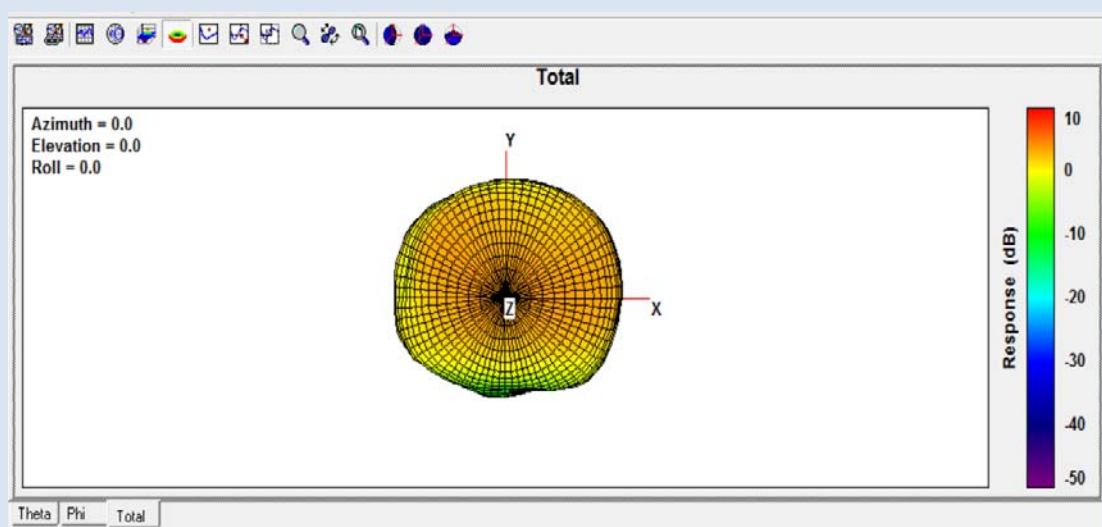 Total
Azimuth = 0.0
Elevation = 0.0
Roll = 0.0
Y
Z
X
10
0
-10
-20
-30
-40
-50
Response (dB)
Theta
Phi
Total